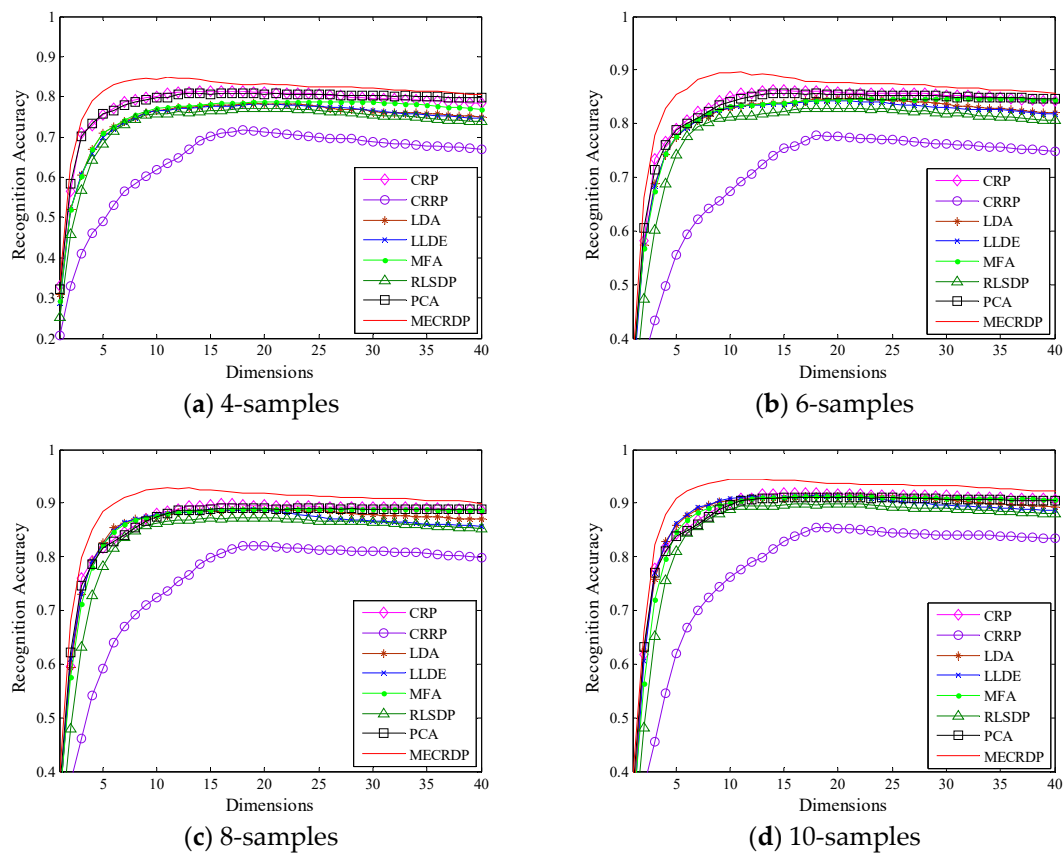 1
0.9
0.8
0.7
0.6
0.5
0.4
0.3
0.2
Recognition Accuracy
5 10 15 20 25 30 35 40
Dimensions
CRP
CRRP
LDA
LLDE
MFA
RLSDP
PCA
MECRDP
(a) 4-samples
1
0.9
0.8
0.7
0.6
0.5
0.4
Recognition Accuracy
5 10 15 20 25 30 35 40
Dimensions
CRP
CRRP
LDA
LLDE
MFA
RLSDP
PCA
MECRDP
(b) 6-samples
1
0.9
0.8
0.7
0.6
0.5
0.4
Recognition Accuracy
5 10 15 20 25 30 35 40
Dimensions
CRP
CRRP
LDA
LLDE
MFA
RLSDP
PCA
MECRDP
(c) 8-samples
1
0.9
0.8
0.7
0.6
0.5
0.4
Recognition Accuracy
5 10 15 20 25 30 35 40
Dimensions
CRP
CRRP
LDA
LLDE
MFA
RLSDP
PCA
MECRDP
(d) 10-samples